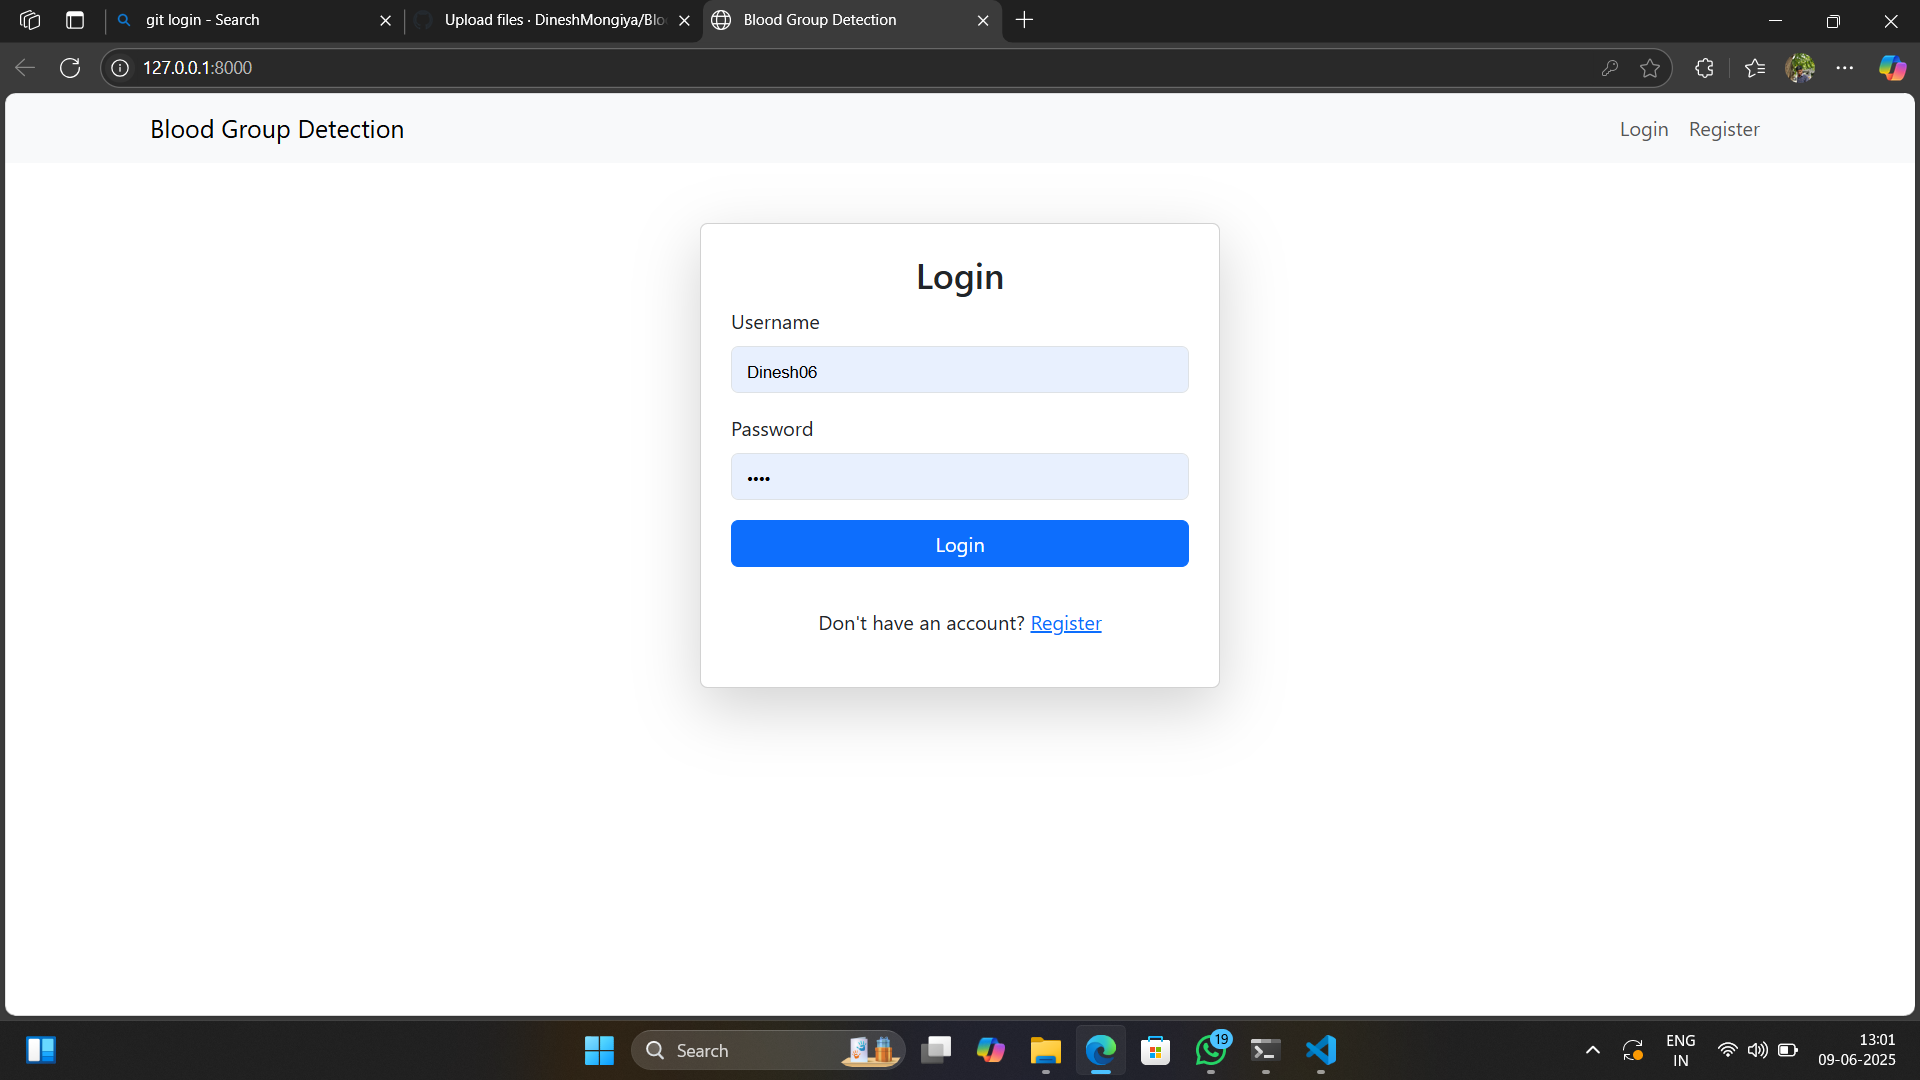 git login - Search
Upload files · DineshMongiya/Blo
Blood Group Detection
127.0.0.1:8000
Blood Group Detection
Login
Register
Login
Username
Dinesh06
Password
••••
Login
Don't have an account? Register
Search
19
ENG
IN
13:01
09-06-2025